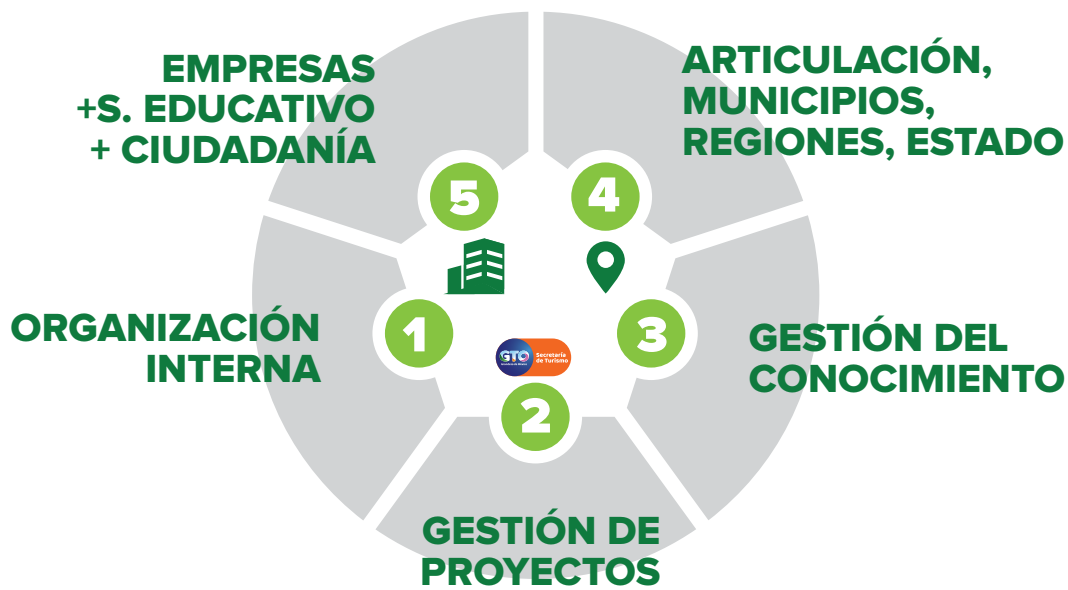 EMPRESAS
+S. EDUCATIVO
+ CIUDADANÍA
ARTICULACIÓN,
MUNICIPIOS,
REGIONES, ESTADO
5
4
ORGANIZACIÓN
INTERNA
1
3
GESTIÓN DEL
CONOCIMIENTO
GTO
Secretaría
de Turismo
2
GESTIÓN DE
PROYECTOS